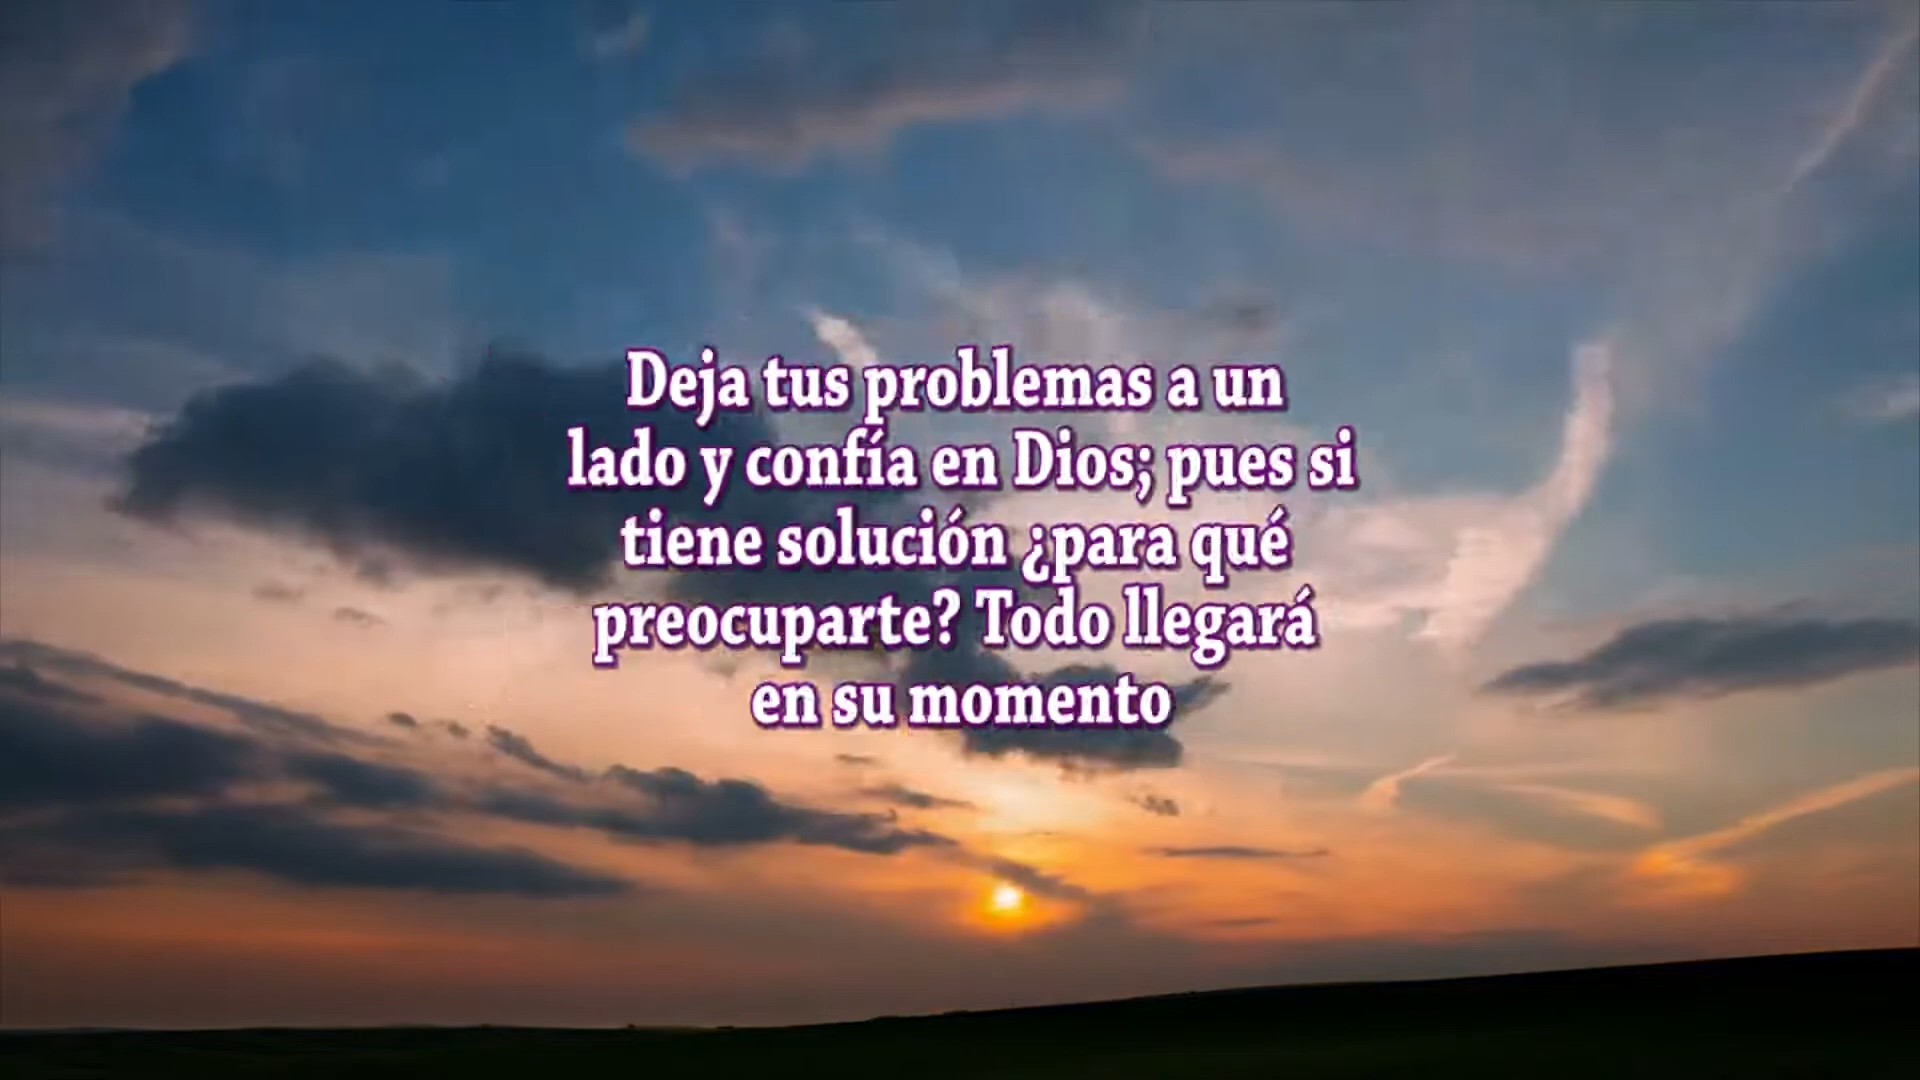 Deja tus problemas a un
lado y confía en Dios; pues si
tiene solución ¿para qué
preocuparte? Todo llegará
en su momento